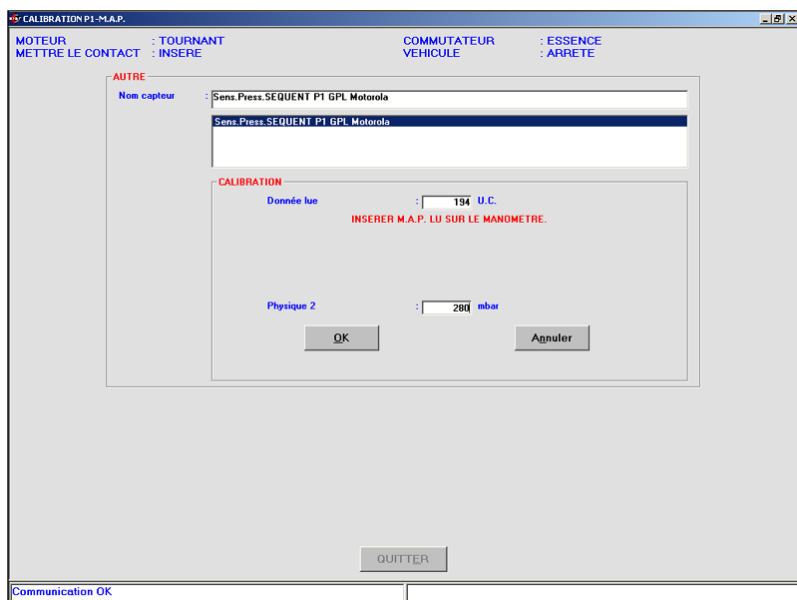 CALIBRATION P1-M.A.P.
MOTEUR : TOURNANT COMMUTATEUR : ESSENCE
METTRE LE CONTACT : INSERE VEHICULE : ARRETE
AUTRE
Nom capteur : Sens.Press.SEQUENT P1 GPL Motorola
Sens.Press.SEQUENT P1 GPL Motorola
CALIBRATION
Donnée lue : 194 U.C.
INSERER M.A.P. LU SUR LE MANOMETRE.
Physique 2 : 280 mbar
OK Annuler
QUITTER
Communication OK